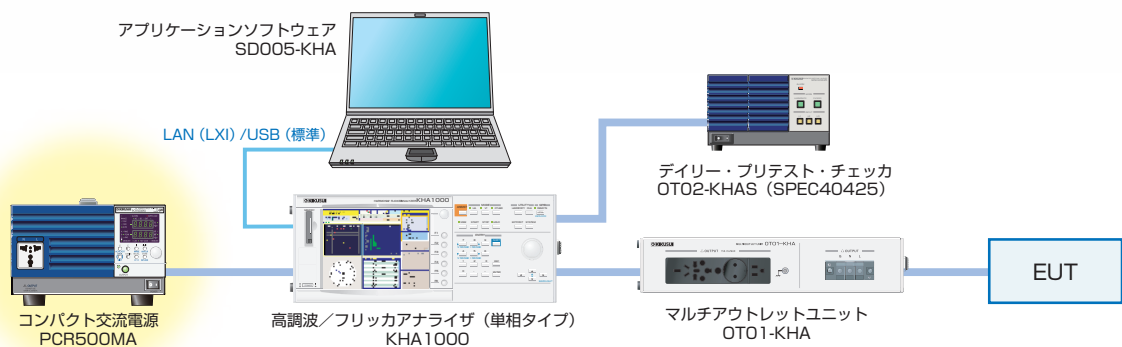 アプリケーションソフトウェア
SD005-KHA
LAN (LXI) /USB (標準)
デイリー・プリテスト・チェッカ
OT02-KHAS（SPEC40425）
KIKUSUI
KHA1000
KIKUSUI
OT01-KHA
OUTPUT
OUTPUT
EUT
コンパクト交流電源
PCR500MA
高調波／フリッカアナライザ（単相タイプ）
KHA1000
マルチアウトレットユニット
OT01-KHA